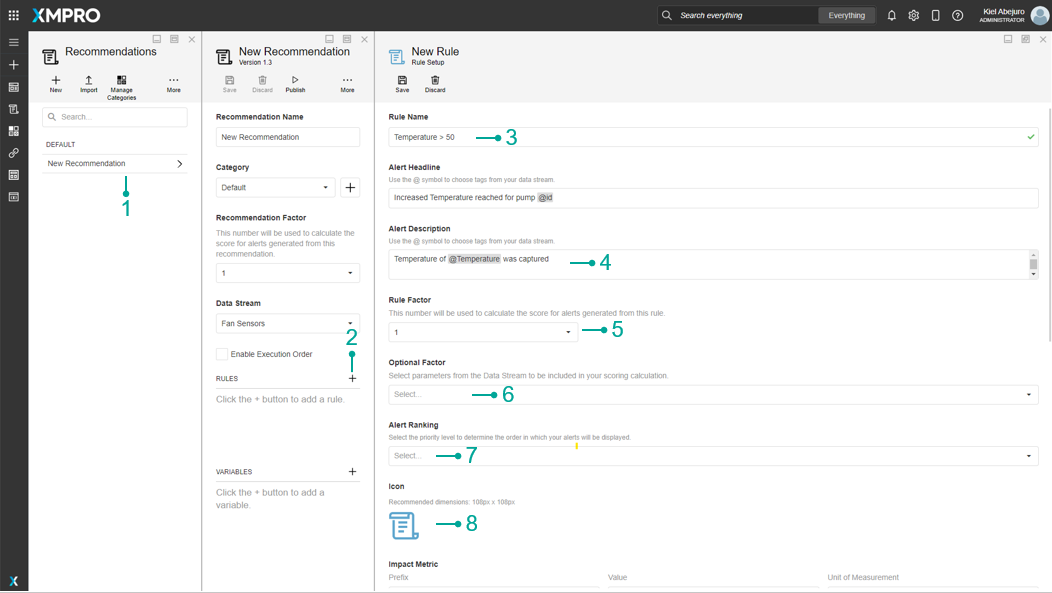 XMPRO
Search everything
Everything
Kiel Abejuro
ADMINISTRATOR
Recommendations
New
Import
Manage
Categories
More
Search...
DEFAULT
New Recommendation
1
New Recommendation
Version 1.3
Save
Discard
Publish
More
Recommendation Name
New Recommendation
Category
Default
Recommendation Factor
This number will be used to calculate the
score for alerts generated from this
recommendation.
1
Data Stream
Fan Sensors
2
Enable Execution Order
RULES
Click the + button to add a rule.
VARIABLES
Click the + button to add a
variable.
New Rule
Rule Setup
Save
Discard
Rule Name
Temperature > 50
3
Alert Headline
Use the @ symbol to choose tags from your data stream.
Increased Temperature reached for pump @id
Alert Description
Use the @ symbol to choose tags from your data stream.
Temperature of @Temperature was captured
4
Rule Factor
This number will be used to calculate the score for alerts generated from this rule.
1
5
Optional Factor
Select parameters from the Data Stream to be included in your scoring calculation.
Select...
6
Alert Ranking
Select the priority level to determine the order in which your alerts will be displayed.
Select...
7
Icon
Recommended dimensions: 108px x 108px
8
Impact Metric
Prefix
Value
Unit of Measurement